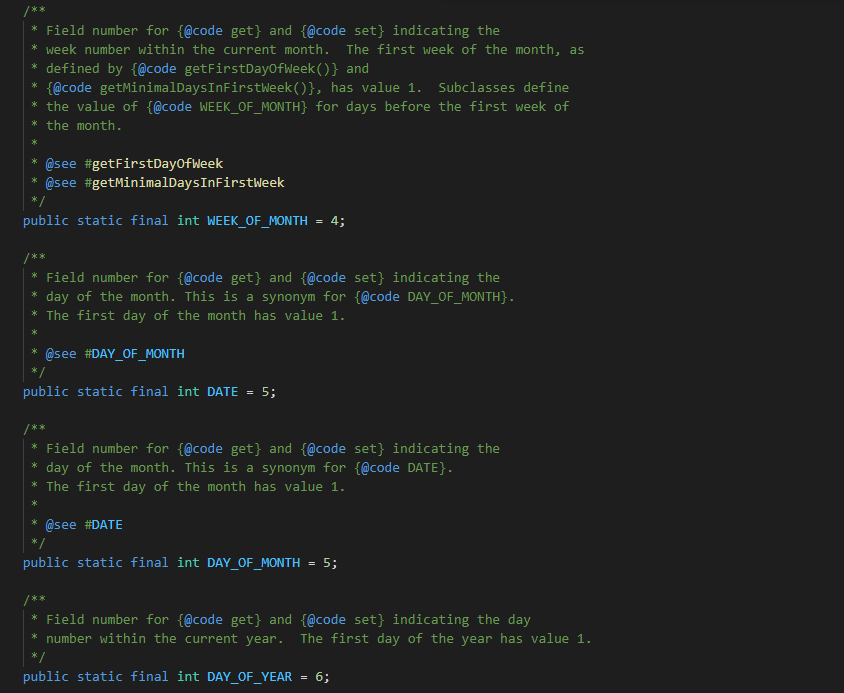 /**
 * Field number for {@code get} and {@code set} indicating the
 * week number within the current month.  The first week of the month, as
 * defined by {@code getFirstDayOfWeek()} and
 * {@code getMinimalDaysInFirstWeek()}, has value 1.  Subclasses define
 * the value of {@code WEEK_OF_MONTH} for days before the first week of
 * the month.
 *
 * @see #getFirstDayOfWeek
 * @see #getMinimalDaysInFirstWeek
 */
public static final int WEEK_OF_MONTH = 4;

/**
 * Field number for {@code get} and {@code set} indicating the
 * day of the month. This is a synonym for {@code DAY_OF_MONTH}.
 * The first day of the month has value 1.
 *
 * @see #DAY_OF_MONTH
 */
public static final int DATE = 5;

/**
 * Field number for {@code get} and {@code set} indicating the
 * day of the month. This is a synonym for {@code DATE}.
 * The first day of the month has value 1.
 *
 * @see #DATE
 */
public static final int DAY_OF_MONTH = 5;

/**
 * Field number for {@code get} and {@code set} indicating the day
 * number within the current year.  The first day of the year has value 1.
 */
public static final int DAY_OF_YEAR = 6;